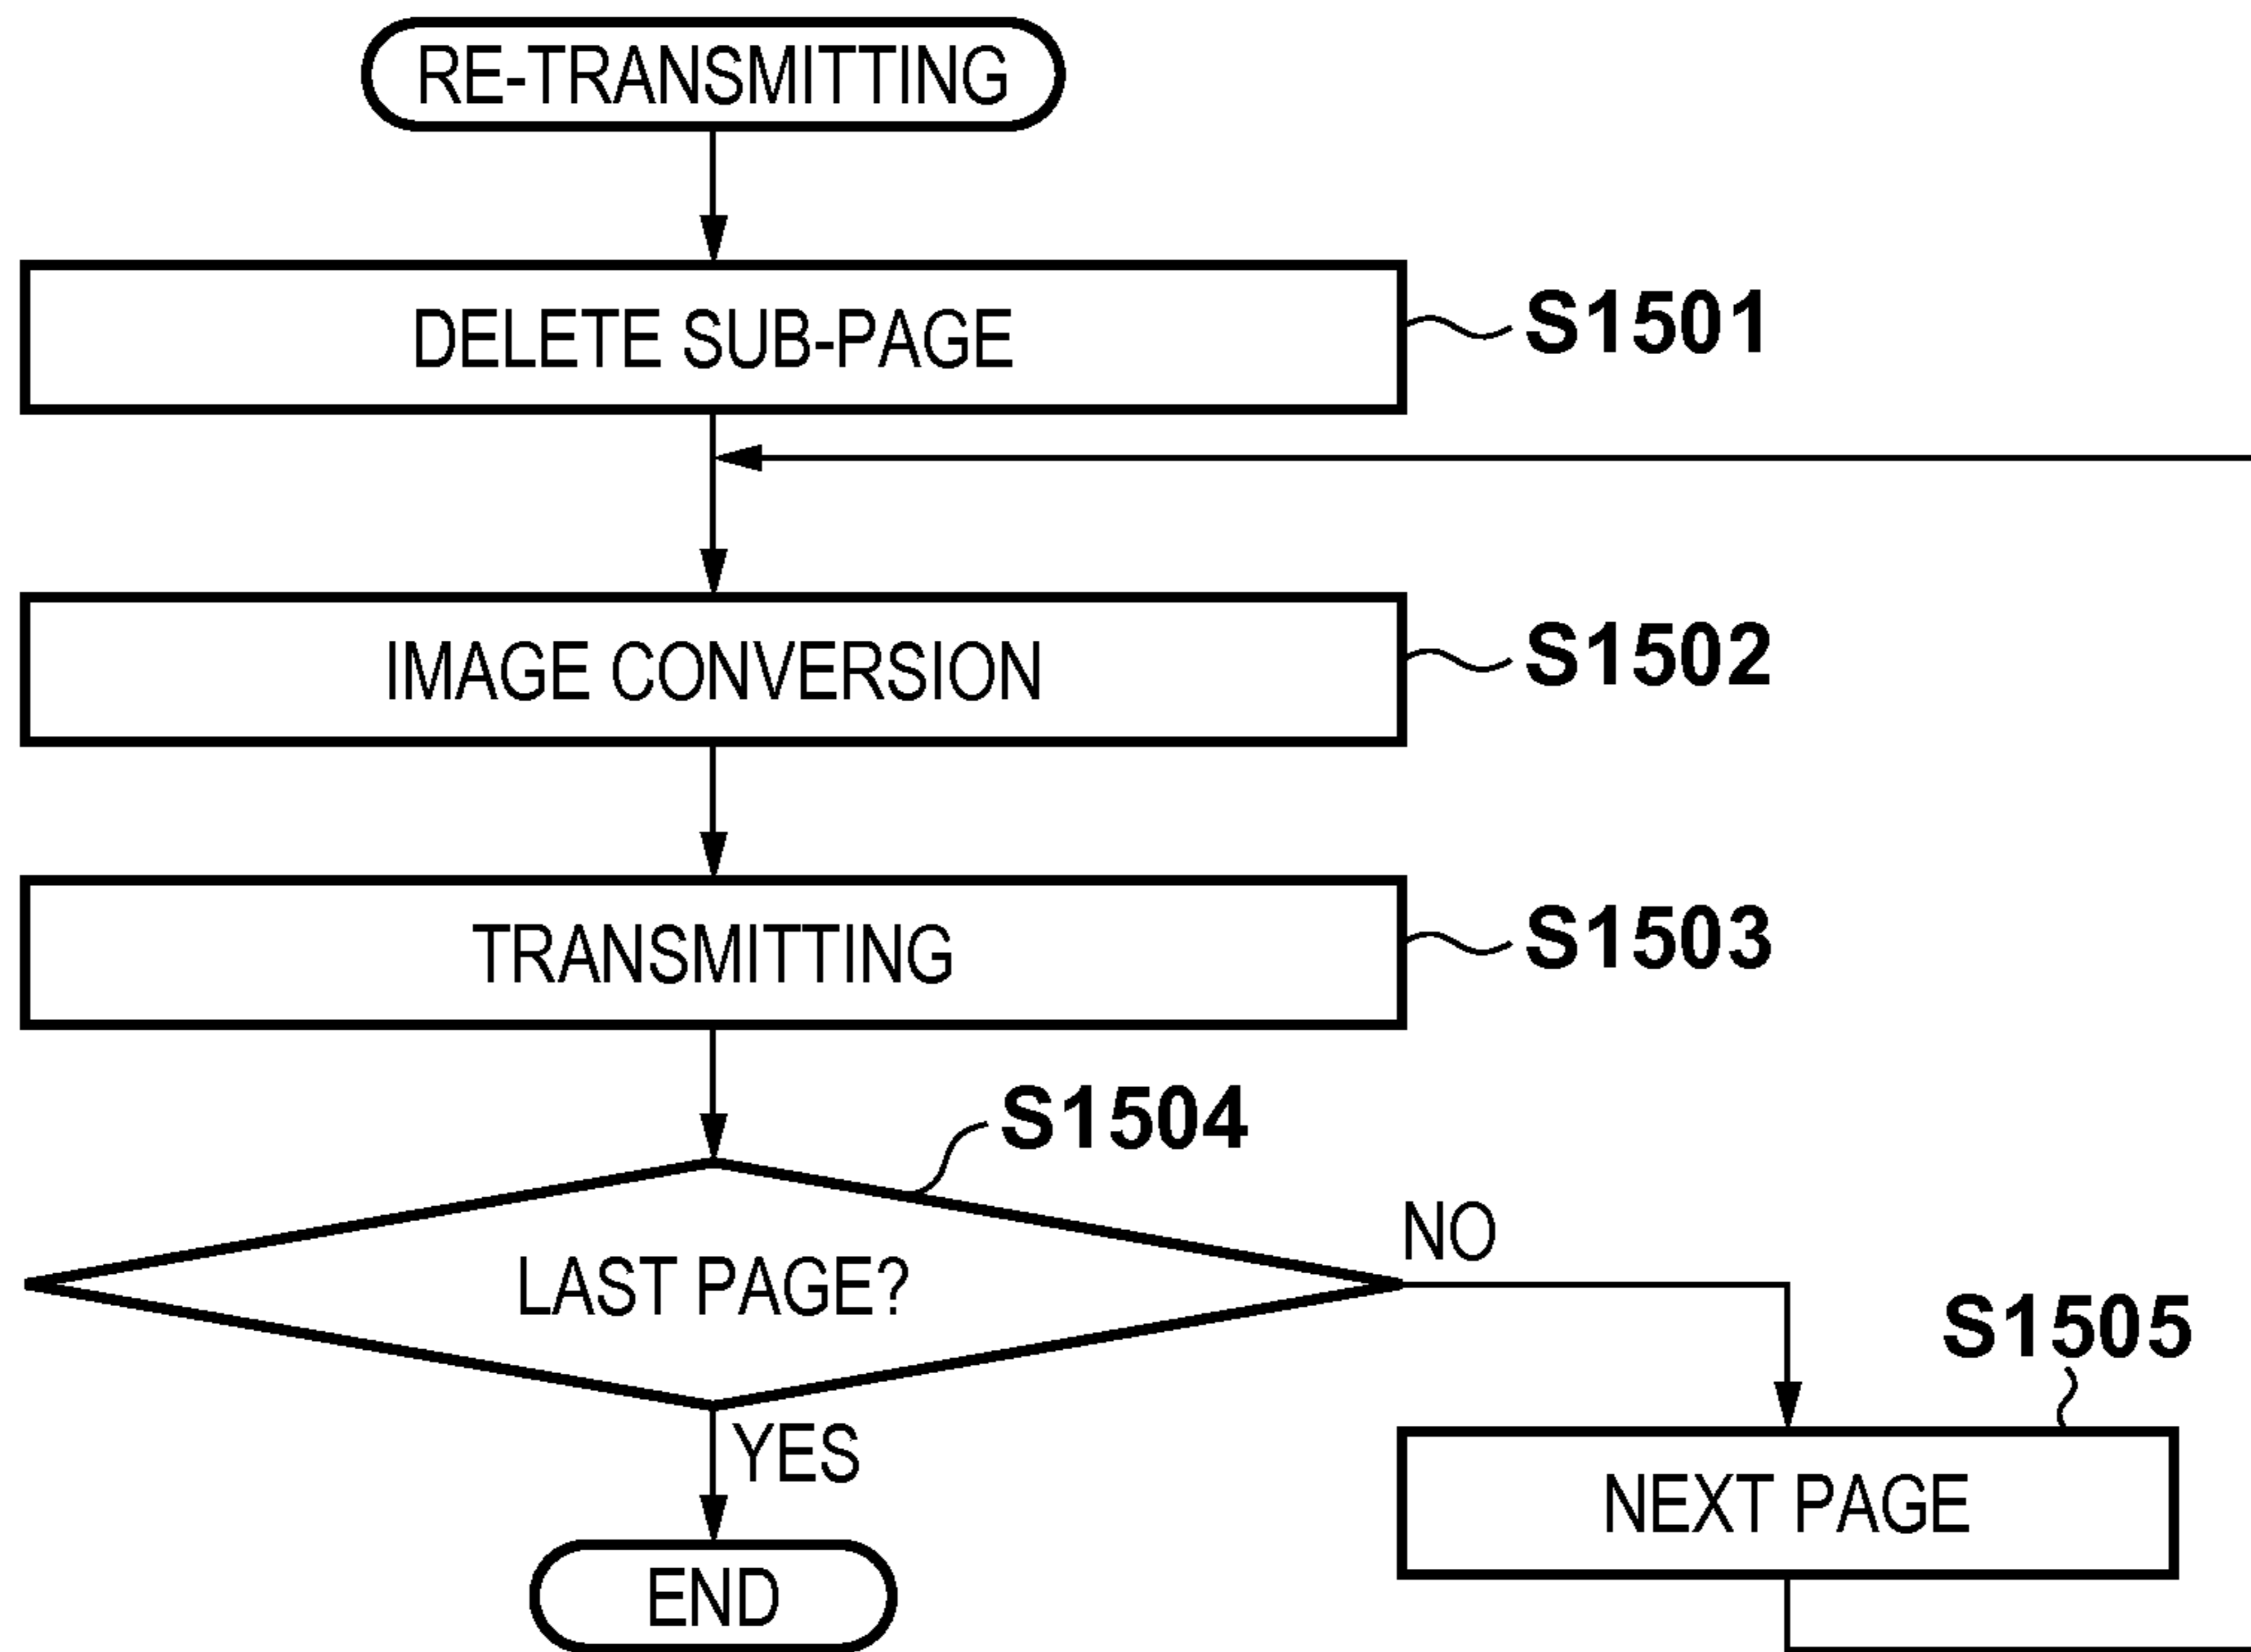 RE-TRANSMITTING
DELETE SUB-PAGE
S1501
IMAGE CONVERSION
S1502
TRANSMITTING
S1503
S1504
LAST PAGE?
NO
S1505
YES
NEXT PAGE
END